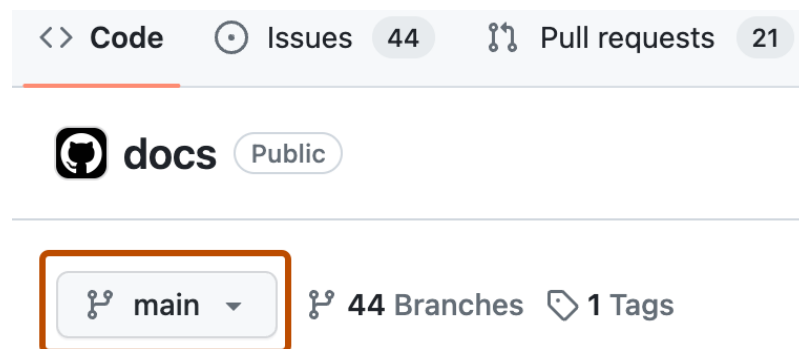 Code Issues 44 Pull requests 21
docs Public
main 44 Branches 1 Tags